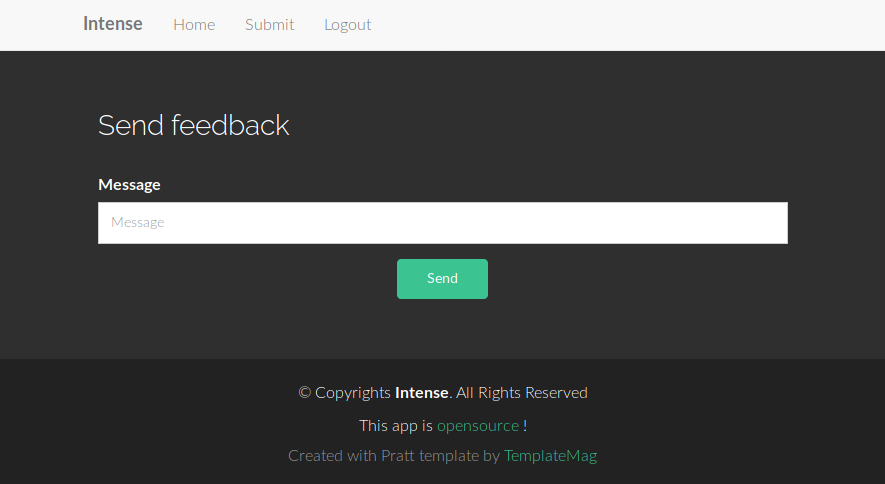 Intense Home Submit Logout
Send feedback
Message
Message
Send
© Copyrights Intense. All Rights Reserved
This app is opensource !
Created with Pratt template by TemplateMag